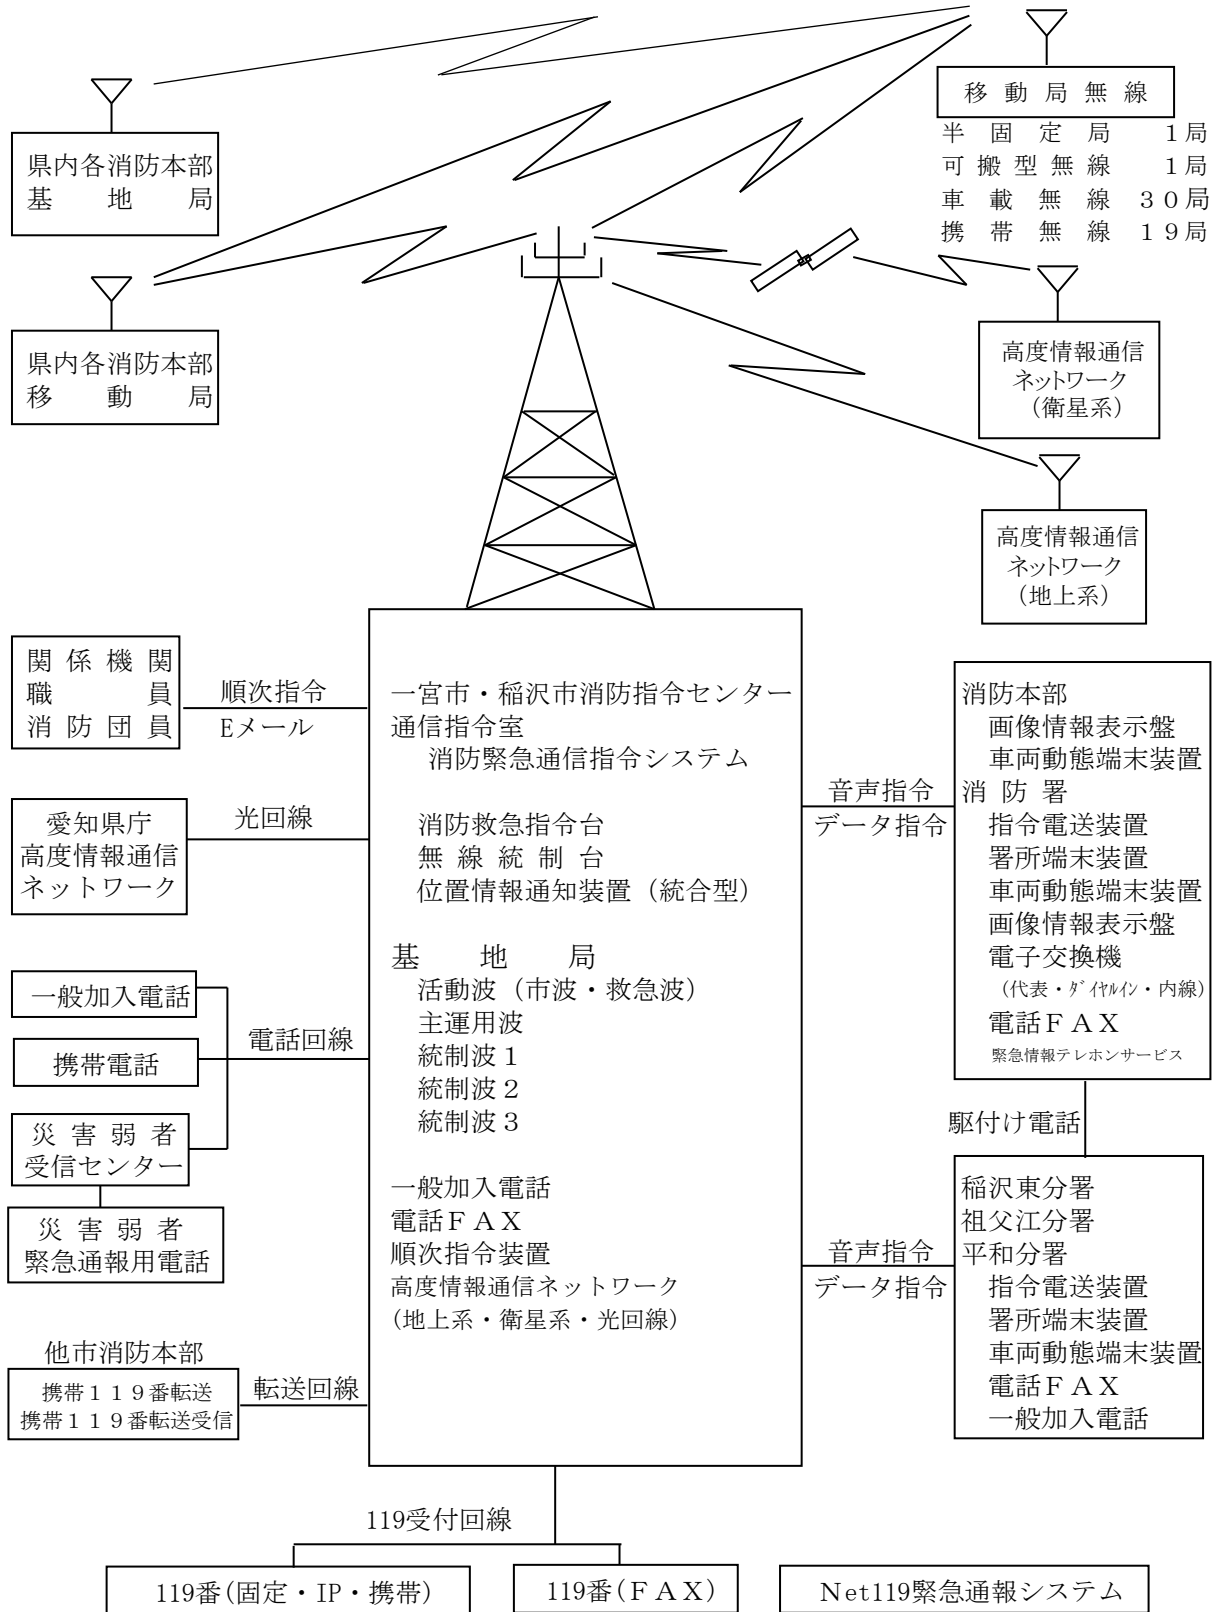 移動局無線
半固定局 １局
可搬型無線 １局
車載無線 ３０局
携帯無線 １９局
県内各消防本部
基地局
県内各消防本部
移動局
高度情報通信
ネットワーク
（衛星系）
高度情報通信
ネットワーク
（地上系）
関係機関
職員
消防団員
順次指令
Eメール
愛知県庁
高度情報通信
ネットワーク
光回線
一般加入電話
携帯電話
災害弱者
受信センター
災害弱者
緊急通報用電話
電話回線
他市消防本部
携帯１１９番転送
携帯１１９番転送受信
転送回線
一宮市・稲沢市消防指令センター
通信指令室
消防緊急通信指令システム
消防救急指令台
無線統制台
位置情報通知装置（統合型）
基地局
活動波（市波・救急波）
主運用波
統制波１
統制波２
統制波３
一般加入電話
電話ＦＡＸ
順次指令装置
高度情報通信ネットワーク
（地上系・衛星系・光回線）
音声指令
データ指令
消防本部
画像情報表示盤
車両動態端末装置
消防署
指令電送装置
署所端末装置
車両動態端末装置
画像情報表示盤
電子交換機
（代表・ﾀﾞｲﾔﾙｲﾝ・内線）
電話ＦＡＸ
緊急情報テレホンサービス
駆付け電話
音声指令
データ指令
稲沢東分署
祖父江分署
平和分署
指令電送装置
署所端末装置
車両動態端末装置
電話ＦＡＸ
一般加入電話
119受付回線
119番(固定・IP・携帯)
119番(ＦＡＸ)
Net119緊急通報システム